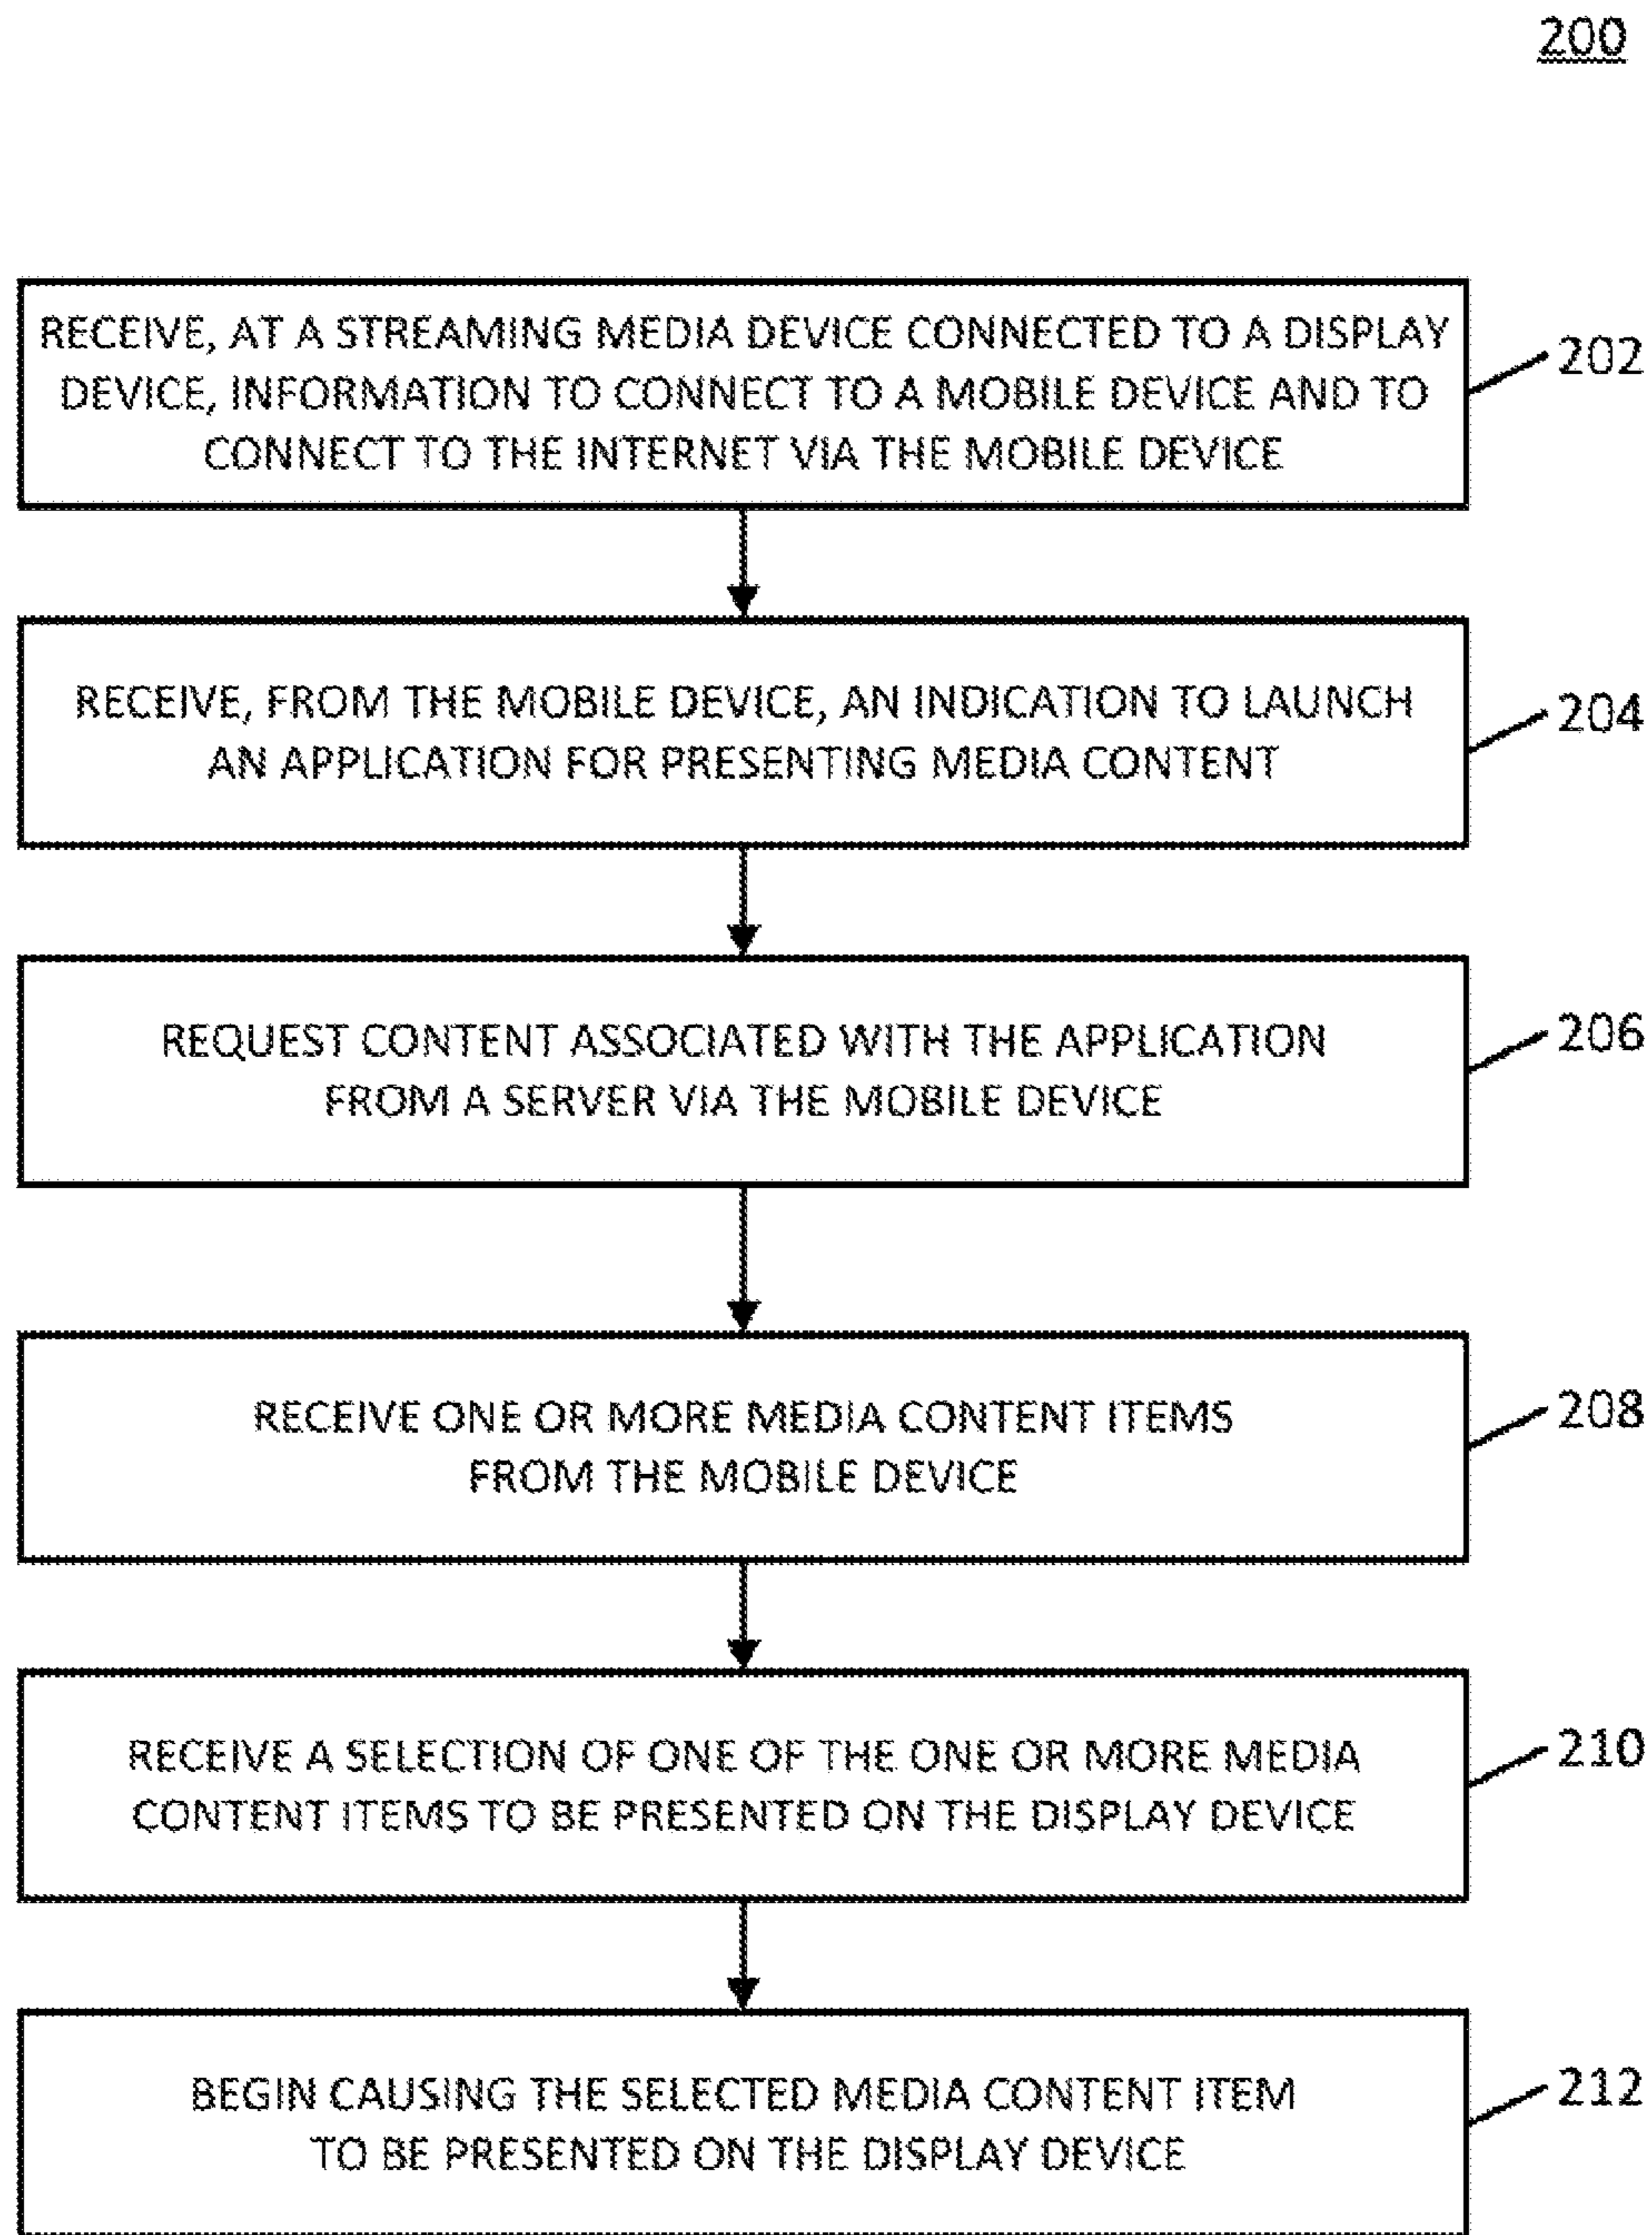 200
RECEIVE, AT A STREAMING MEDIA DEVICE CONNECTED TO A DISPLAY
DEVICE, INFORMATION TO CONNECT TO A MOBILE DEVICE AND TO
CONNECT TO THE INTERNET VIA THE MOBILE DEVICE
202
RECEIVE, FROM THE MOBILE DEVICE, AN INDICATION TO LAUNCH
AN APPLICATION FOR PRESENTING MEDIA CONTENT
204
REQUEST CONTENT ASSOCIATED WITH THE APPLICATION
FROM A SERVER VIA THE MOBILE DEVICE
206
RECEIVE ONE OR MORE MEDIA CONTENT ITEMS
FROM THE MOBILE DEVICE
208
RECEIVE A SELECTION OF ONE OF THE ONE OR MORE MEDIA
CONTENT ITEMS TO BE PRESENTED ON THE DISPLAY DEVICE
210
BEGIN CAUSING THE SELECTED MEDIA CONTENT ITEM
TO BE PRESENTED ON THE DISPLAY DEVICE
212